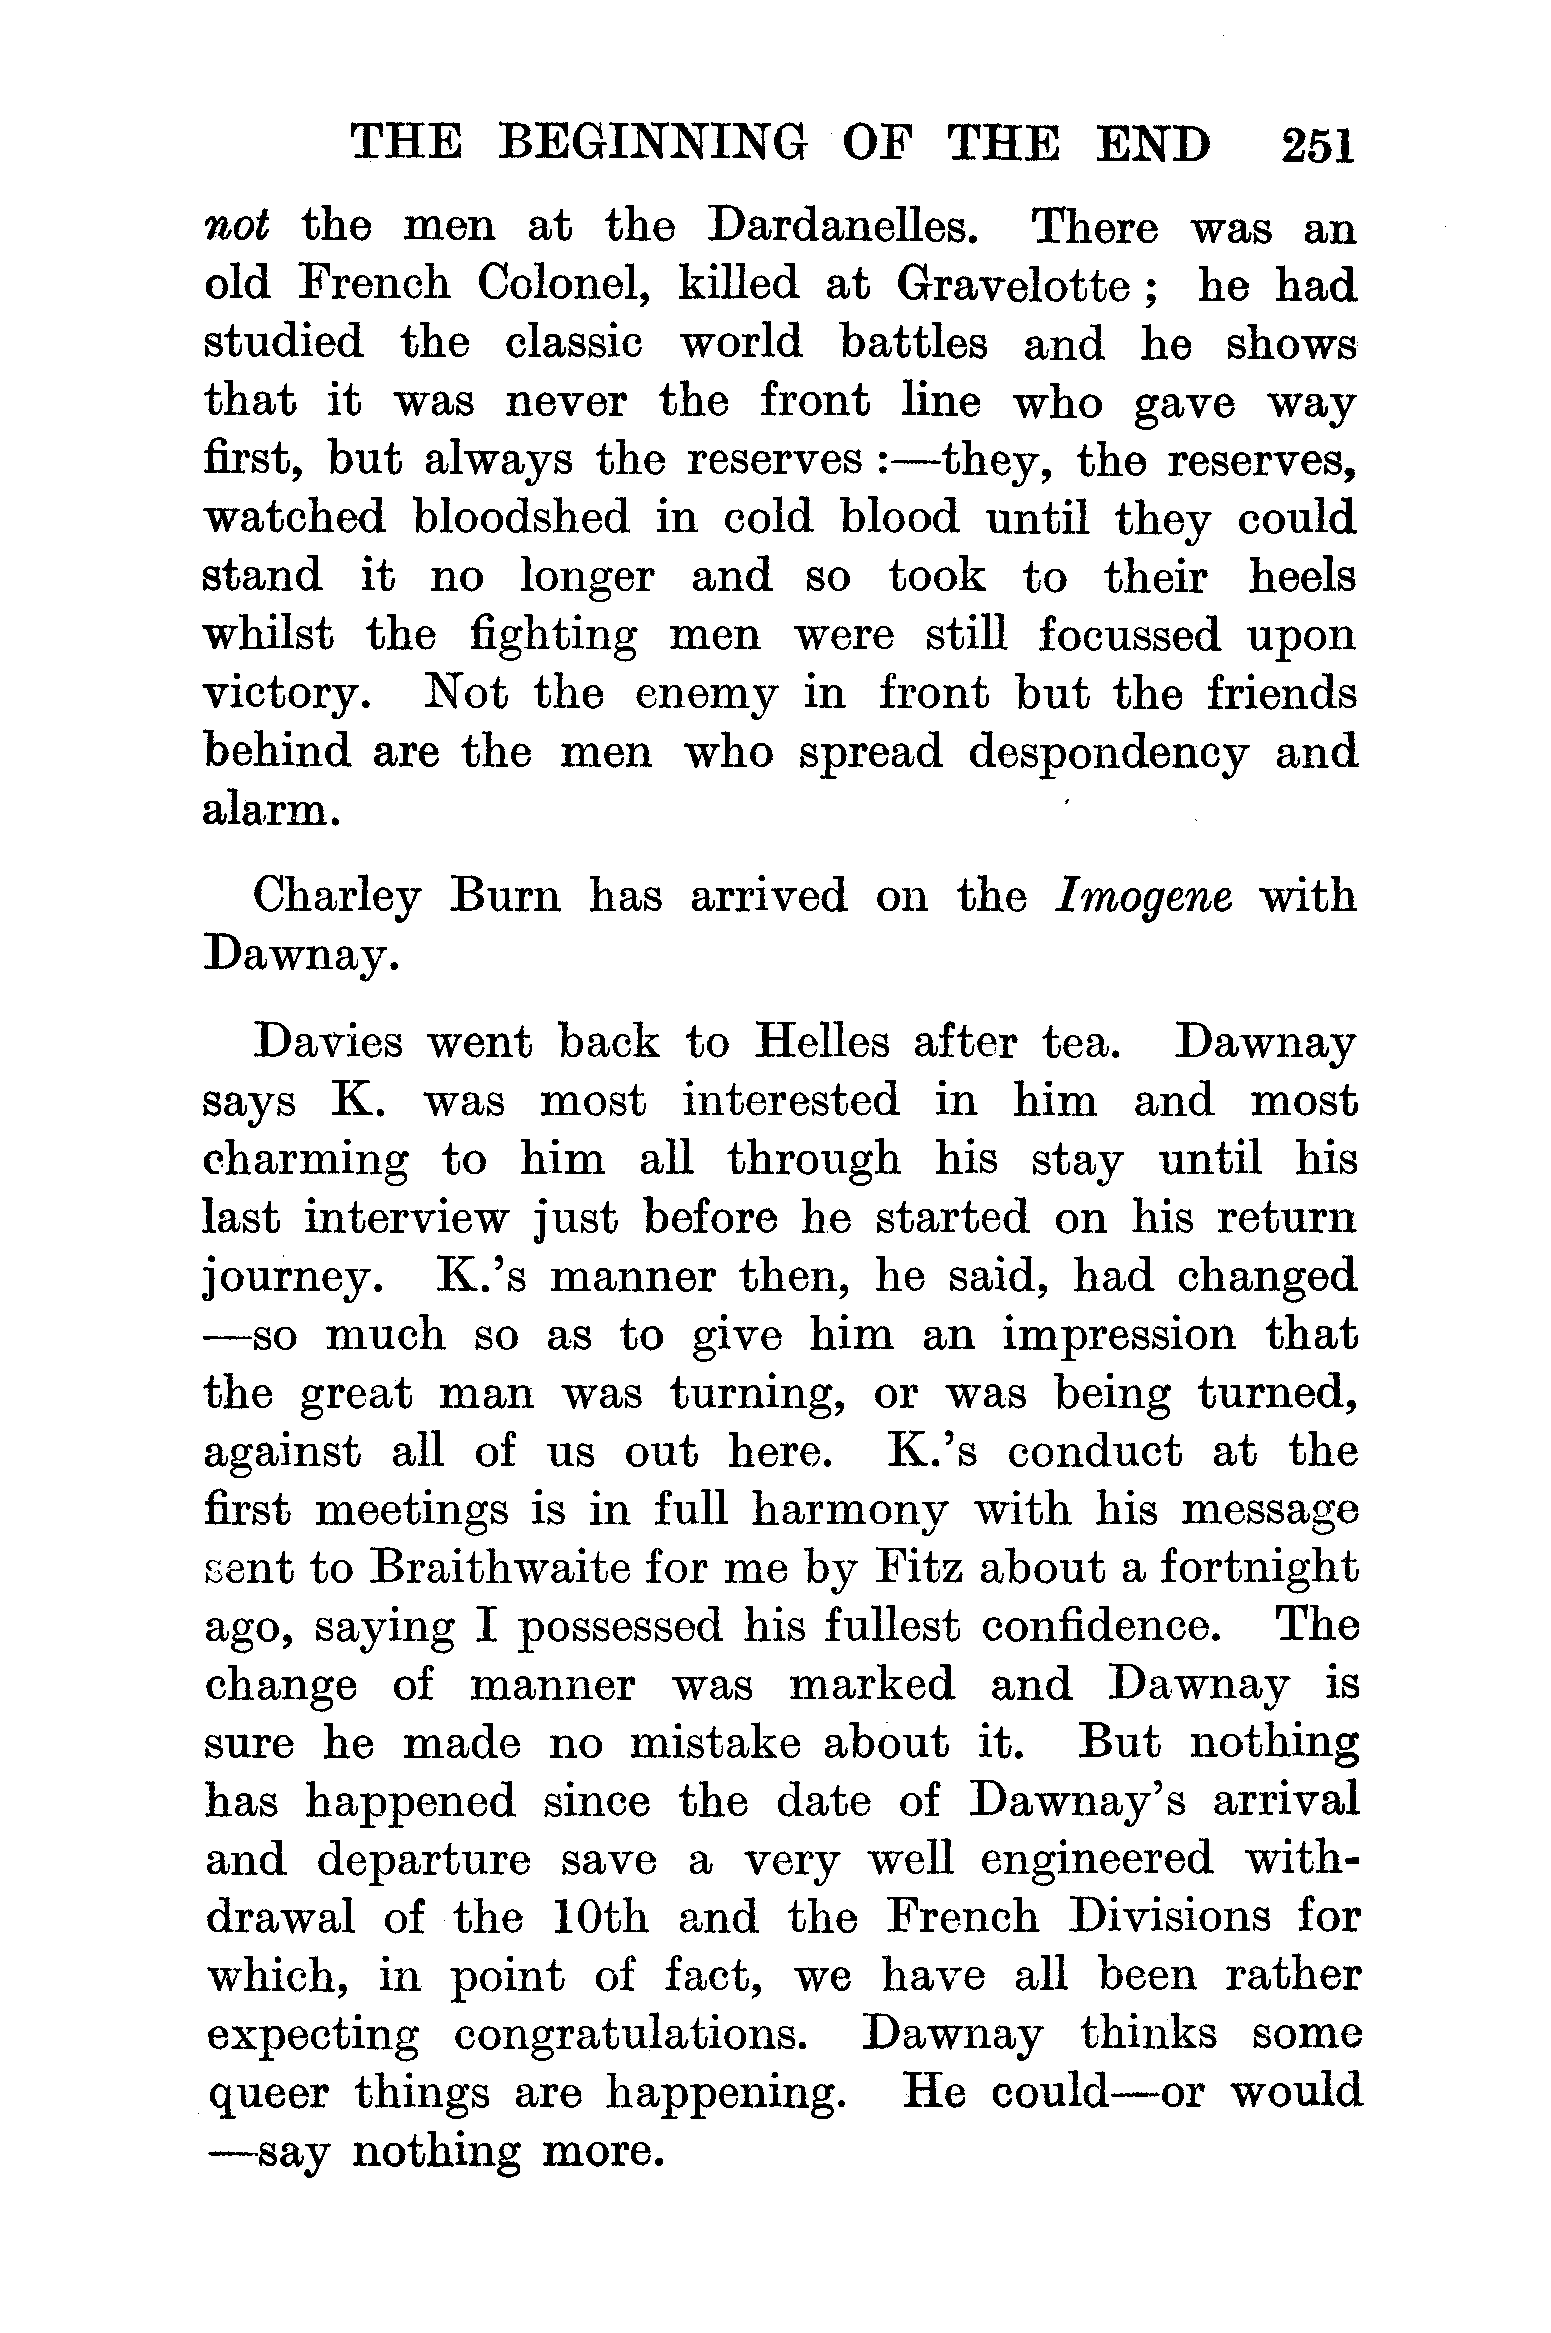 THE BEGINNING OF THE END 251
not the men at the Dardanelles. There was an
old French Colonel, killed at Gravelotte ; he had
studied the classic world battles and he shows
that it was never the front line who gave way
first, but always the reserves :—they, the reserves,
watched bloodshed in cold blood until they could
stand it no longer and so took to their heels
whilst the fighting men were still focussed upon
victory. Not the enemy in front but the friends
behind are the men who spread despondency and
alarm.
Charley Burn has arrived on the Imogene with
Dawnay.
Davies went back to Helles after tea. Dawnay
says K. was most interested in him and most
charming to him all through his stay until his
last interview just before he started on his return
journey. K.'s manner then, he said, had changed
—so much so as to give him an impression that
the great man was turning, or was being turned,
against all of us out here. K.'s conduct at the
first meetings is in full harmony with his message
sent to Braithwaite for me by Fitz about a fortnight
ago, saying I possessed his fullest confidence. The
change of manner was marked and Dawnay is
sure he made no mistake about it. But nothing
has happened since the date of Dawnay's arrival
and departure save a very well engineered with-
drawal of the 10th and the French Divisions for
which, in point of fact, we have all been rather
expecting congratulations. Dawnay thinks some
queer things are happening. He could—or would
—say nothing more.